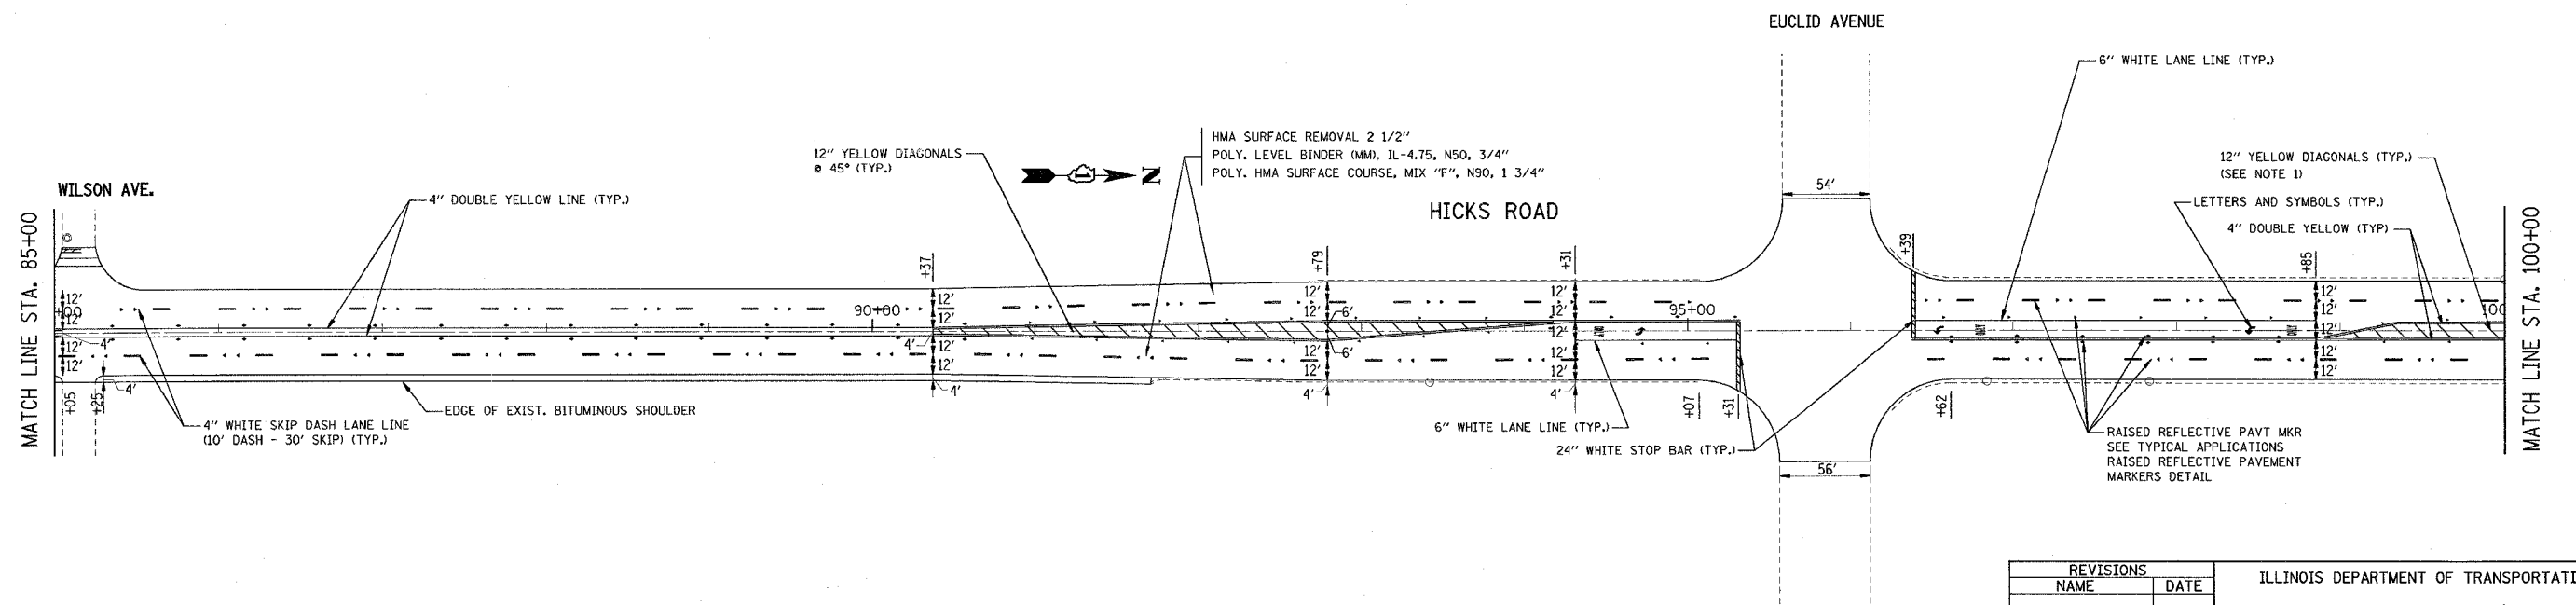 EUCLID AVENUE
6" WHITE LANE LINE (TYP.)
HMA SURFACE REMOVAL 2 1/2"
POLY. LEVEL BINDER (MM), IL-4.75, N50, 3/4"
POLY. HMA SURFACE COURSE, MIX "F", N90, 1 3/4"
12" YELLOW DIAGONALS
@ 45° (TYP.)
N
12" YELLOW DIAGONALS (TYP.)
(SEE NOTE 1)
WILSON AVE.
4" DOUBLE YELLOW LINE (TYP.)
54'
LETTERS AND SYMBOLS (TYP.)
HICKS ROAD
4" DOUBLE YELLOW (TYP)
MATCH LINE STA. 85+00
+37
+79
+31
+39
+85
MATCH LINE STA. 100+00
12'
12'
12'
12'
12'
12'
+00
12'
90+00
12'
12'
12'
95+00
12'
100
4'
12'
12'
4'
12'
12'
6'
6'
12'
12'
12'
12'
12'
12'
12'
4'
4'
4'
4'
+05
+25
EDGE OF EXIST. BITUMINOUS SHOULDER
+07
+31
+62
4" WHITE SKIP DASH LANE LINE
(10' DASH - 30' SKIP) (TYP.)
6" WHITE LANE LINE (TYP.)
24" WHITE STOP BAR (TYP.)
RAISED REFLECTIVE PAVT MKR
SEE TYPICAL APPLICATIONS
RAISED REFLECTIVE PAVEMENT
MARKERS DETAIL
56'
REVISIONS
NAME DATE
ILLINOIS DEPARTMENT OF TRANSPORTATI